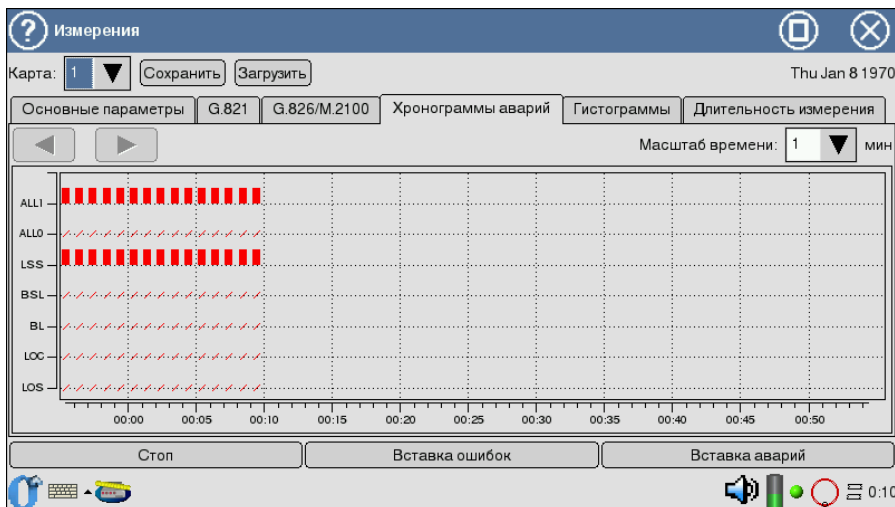 Измерения
Карта: 1 Сохранить Загрузить Thu Jan 8 1970
Основные параметры G.821 G.826/M.2100 Хронограммы аварий Гистограммы Длительность измерения
Масштаб времени: 1 мин
ALL1
ALL0
LSS
BSL
BL
LOC
LOS
00:00 00:05 00:10 00:15 00:20 00:25 00:30 00:35 00:40 00:45 00:50
Стоп Вставка ошибок Вставка аварий
0:10